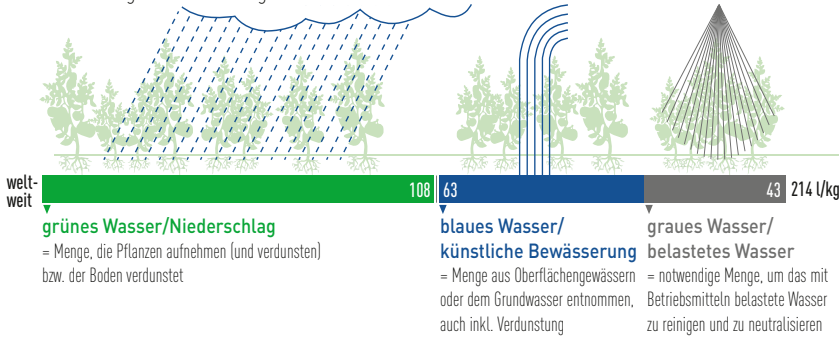 welt-
weit
108 63 43 214 l/kg
grünes Wasser/Niederschlag
= Menge, die Pflanzen aufnehmen (und verdunsten)
bzw. der Boden verdunstet
blaues Wasser/
künstliche Bewässerung
= Menge aus Oberflächengewässern
oder dem Grundwasser entnommen,
auch inkl. Verdunstung
graues Wasser/
belastetes Wasser
= notwendige Menge, um das mit
Betriebsmitteln belastete Wasser
zu reinigen und zu neutralisieren